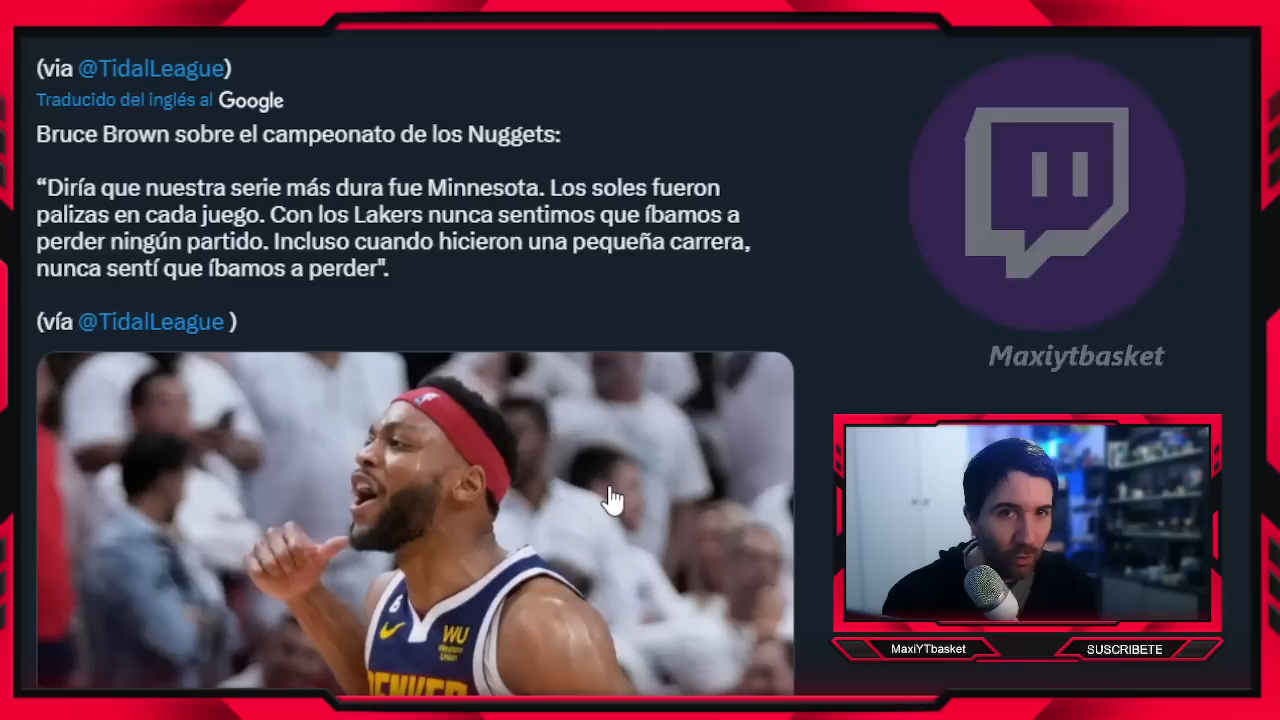 (via @TidalLeague)
Traducido del inglés al Google
Bruce Brown sobre el campeonato de los Nuggets:
“Diría que nuestra serie más dura fue Minnesota. Los soles fueron
palizas en cada juego. Con los Lakers nunca sentimos que íbamos a
perder ningún partido. Incluso cuando hicieron una pequeña carrera,
nunca sentí que íbamos a perder".
(vía @TidalLeague )
Maxiytbasket
6
WU
Western
Union
DENVER
MaxiYTbasket
SUSCRIBETE